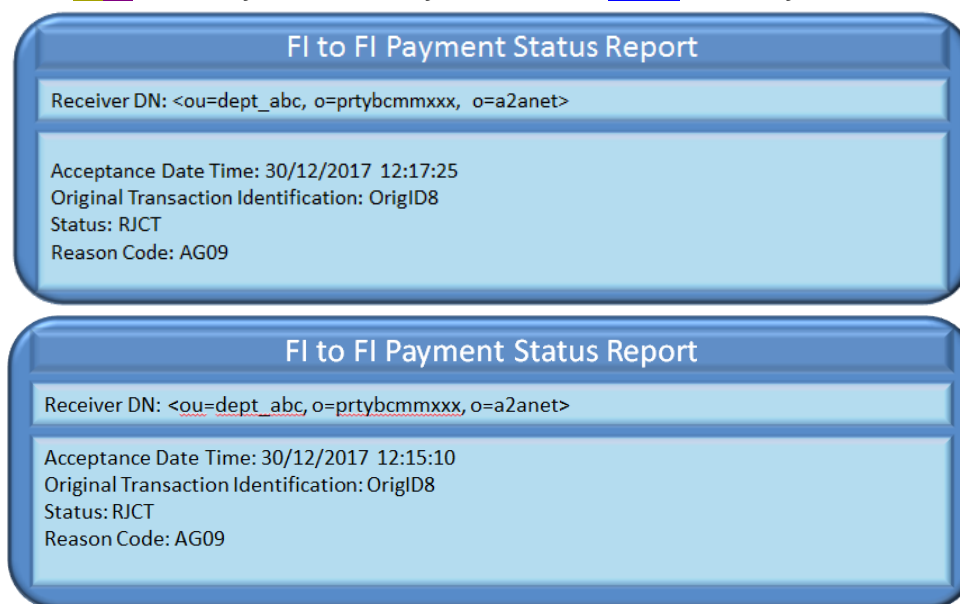 FI to FI Payment Status Report
Receiver DN: <ou=dept_abc, o=prtybcmmxxx, o=a2anet>
Acceptance Date Time: 30/12/2017 12:17:25
Original Transaction Identification: OrigID8
Status: RJCT
Reason Code: AG09
FI to FI Payment Status Report
Receiver DN: <ou=dept_abc, o=prtybcmmxxx, o=a2anet>
Acceptance Date Time: 30/12/2017 12:15:10
Original Transaction Identification: OrigID8
Status: RJCT
Reason Code: AG09